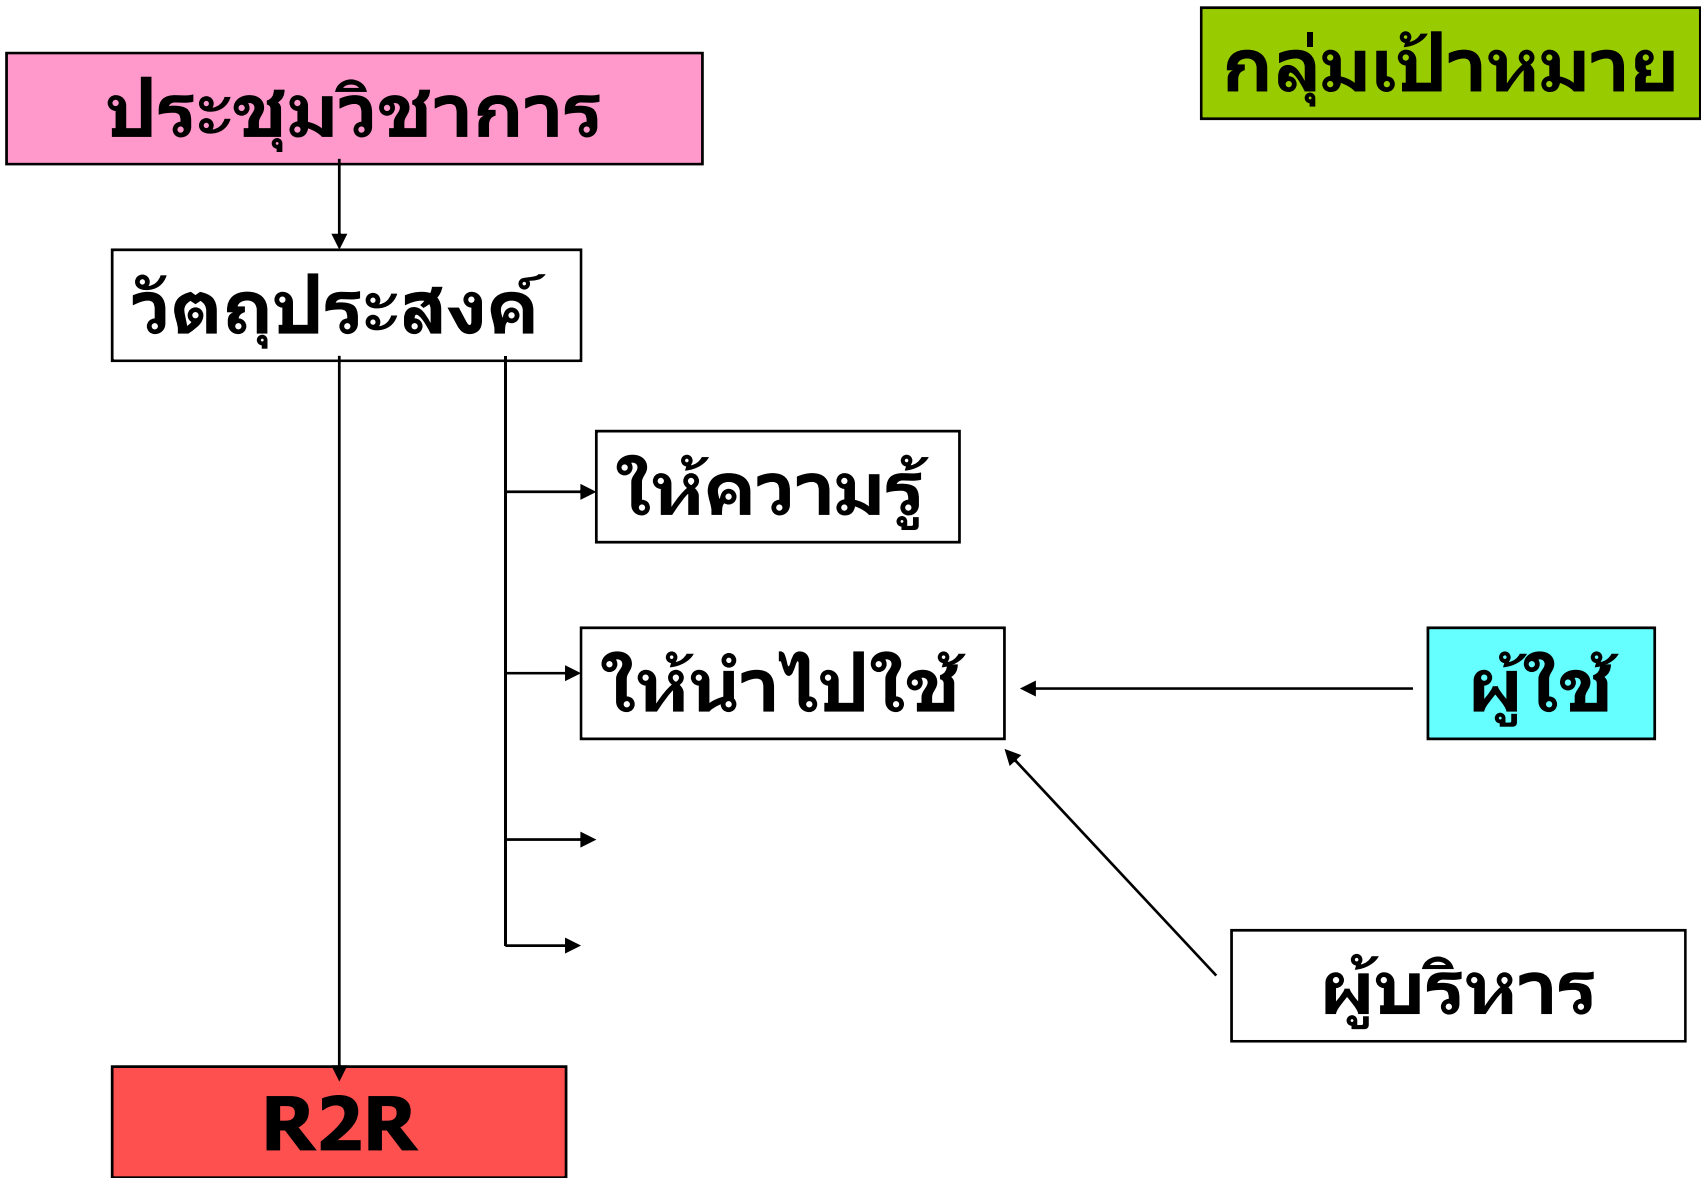 กลุ่มเป้าหมาย
ประชุมวิชาการ
วัตถุประสงค์
ให้ความรู้
ให้นำไปใช้
ผู้ใช้
ผู้บริหาร
R2R